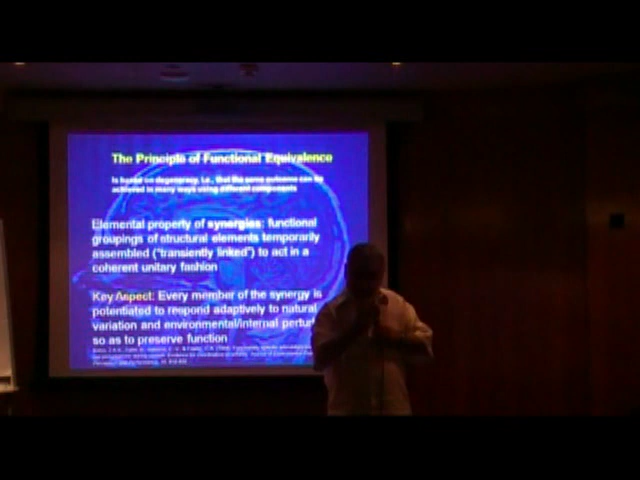 The Principle of Functional Equivalence
is based on degeneracy, i.e., that the same outcome can be
achieved in many ways using different components
Elemental property of synergies: functional
groupings of structural elements temporarily
assembled ("transiently linked") to act in a
coherent unitary fashion
Key Aspect: Every member of the synergy is
potentiated to respond adaptively to natural
variation and environmental/internal perturb
so as to preserve function